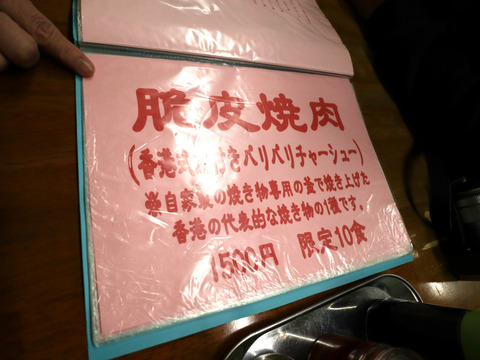 脆皮焼肉
(香港式皮付きパリパリチャーシュー)
※自家製の焼き物専用の釜で焼き上げた
香港の代表的な焼き物の1種です。
1500円 限定10食